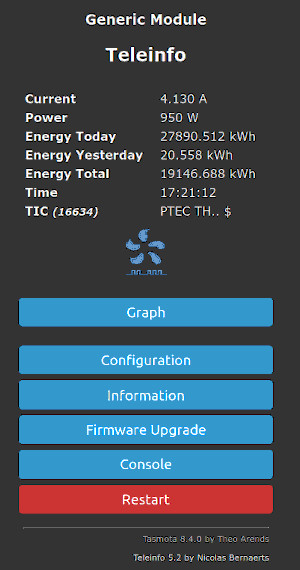 Generic Module
Teleinfo
Current 4.130 A
Power 950 W
Energy Today 27890.512 kWh
Energy Yesterday 20.558 kWh
Energy Total 19146.688 kWh
Time 17:21:12
TIC (16634) PTEC TH.. $
Graph
Configuration
Information
Firmware Upgrade
Console
Restart
Tasmota 8.4.0 by Theo Arends
Teleinfo 5.2 by Nicolas Bernaerts